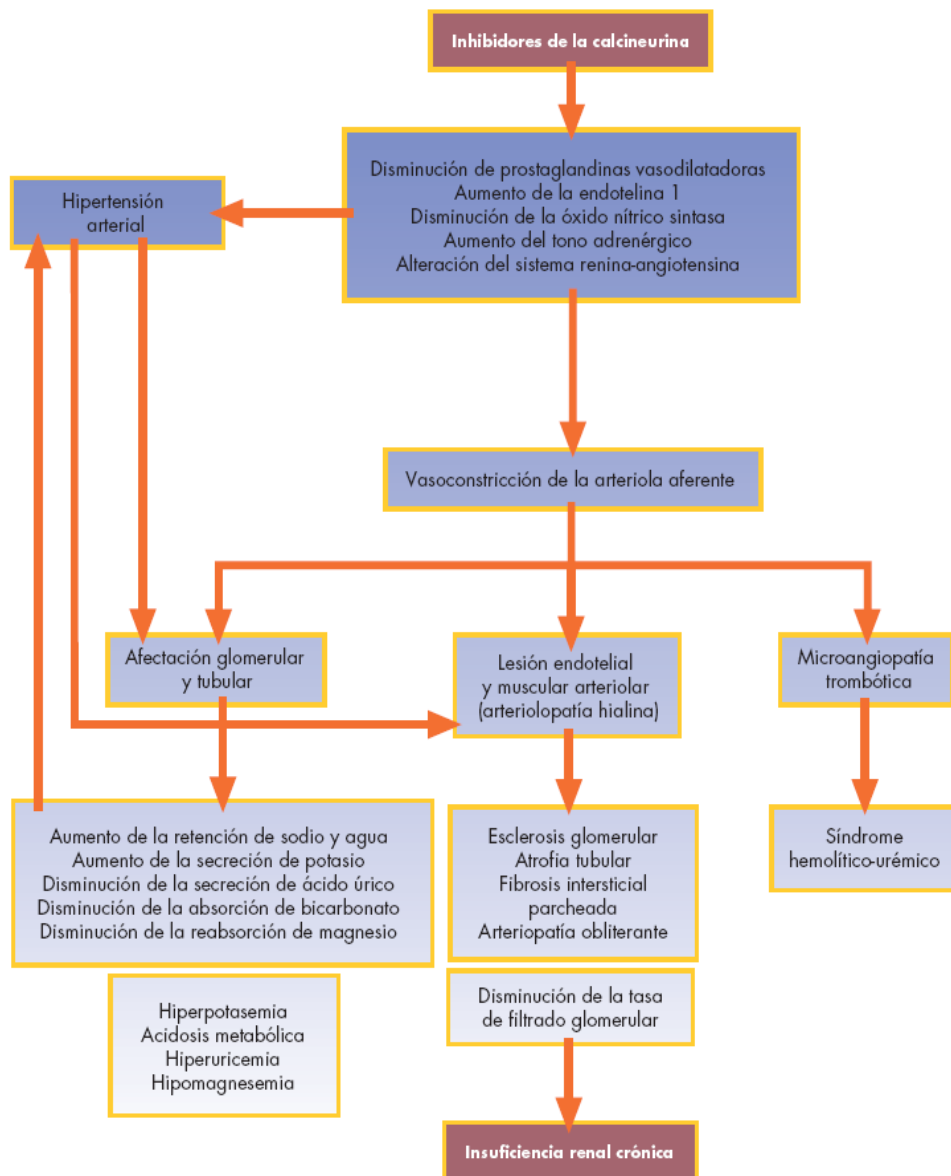 Inhibidores de la calcineurina
Disminución de prostaglandinas vasodilatadoras
Aumento de la endotelina 1
Disminución de la óxido nítrico sintasa
Aumento del tono adrenérgico
Alteración del sistema renina-angiotensina
Hipertensión
arterial
Vasoconstricción de la arteriola aferente
Afectación glomerular
y tubular
Lesión endotelial
y muscular arteriolar
(arteriolopatía hialina)
Microangiopatía
trombótica
Aumento de la retención de sodio y agua
Aumento de la secreción de potasio
Disminución de la secreción de ácido úrico
Disminución de la absorción de bicarbonato
Disminución de la reabsorción de magnesio
Esclerosis glomerular
Atrofia tubular
Fibrosis intersticial
parcheada
Arteriopatía obliterante
Síndrome
hemolítico-urémico
Hiperpotasemia
Acidosis metabólica
Hiperuricemia
Hipomagnesemia
Disminución de la tasa
de filtrado glomerular
Insuficiencia renal crónica